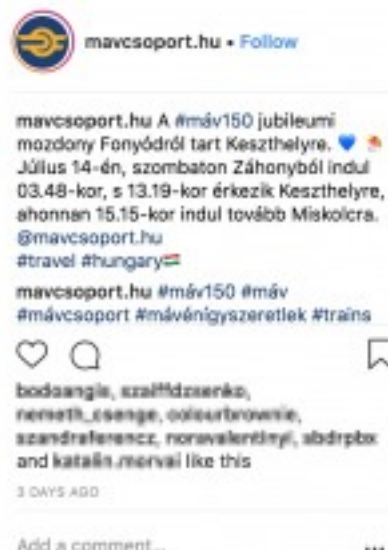 mavcsoport.hu • Follow
mavcsoport.hu A #máv150 jubileumi
mozdony Fonyódról tart Keszthelyre. 💙
Július 14-én, szombaton Záhonyból indul
03.48-kor, s 13.19-kor érkezik Keszthelyre,
ahonnan 15.15-kor indul tovább Miskolcra.
@mavcsoport.hu
#travel #hungary🇭🇺
mavcsoport.hu #máv150 #máv
#mávcsoport #mávénígyszeretlek #trains
and like this
3 DAYS AGO
Add a comment...